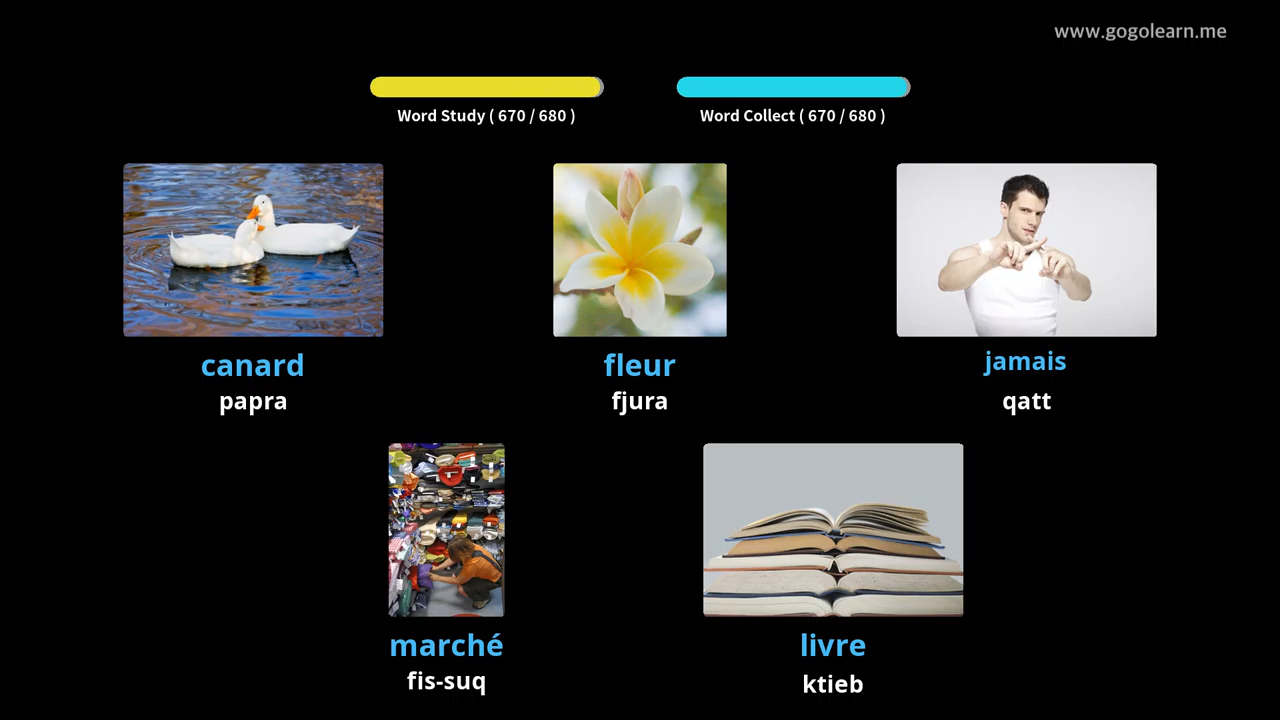 www.gogolearn.me
Word Study ( 670 / 680 )
Word Collect ( 670 / 680 )
canard
papra
fleur
fjura
jamais
qatt
marché
fis-suq
livre
ktieb